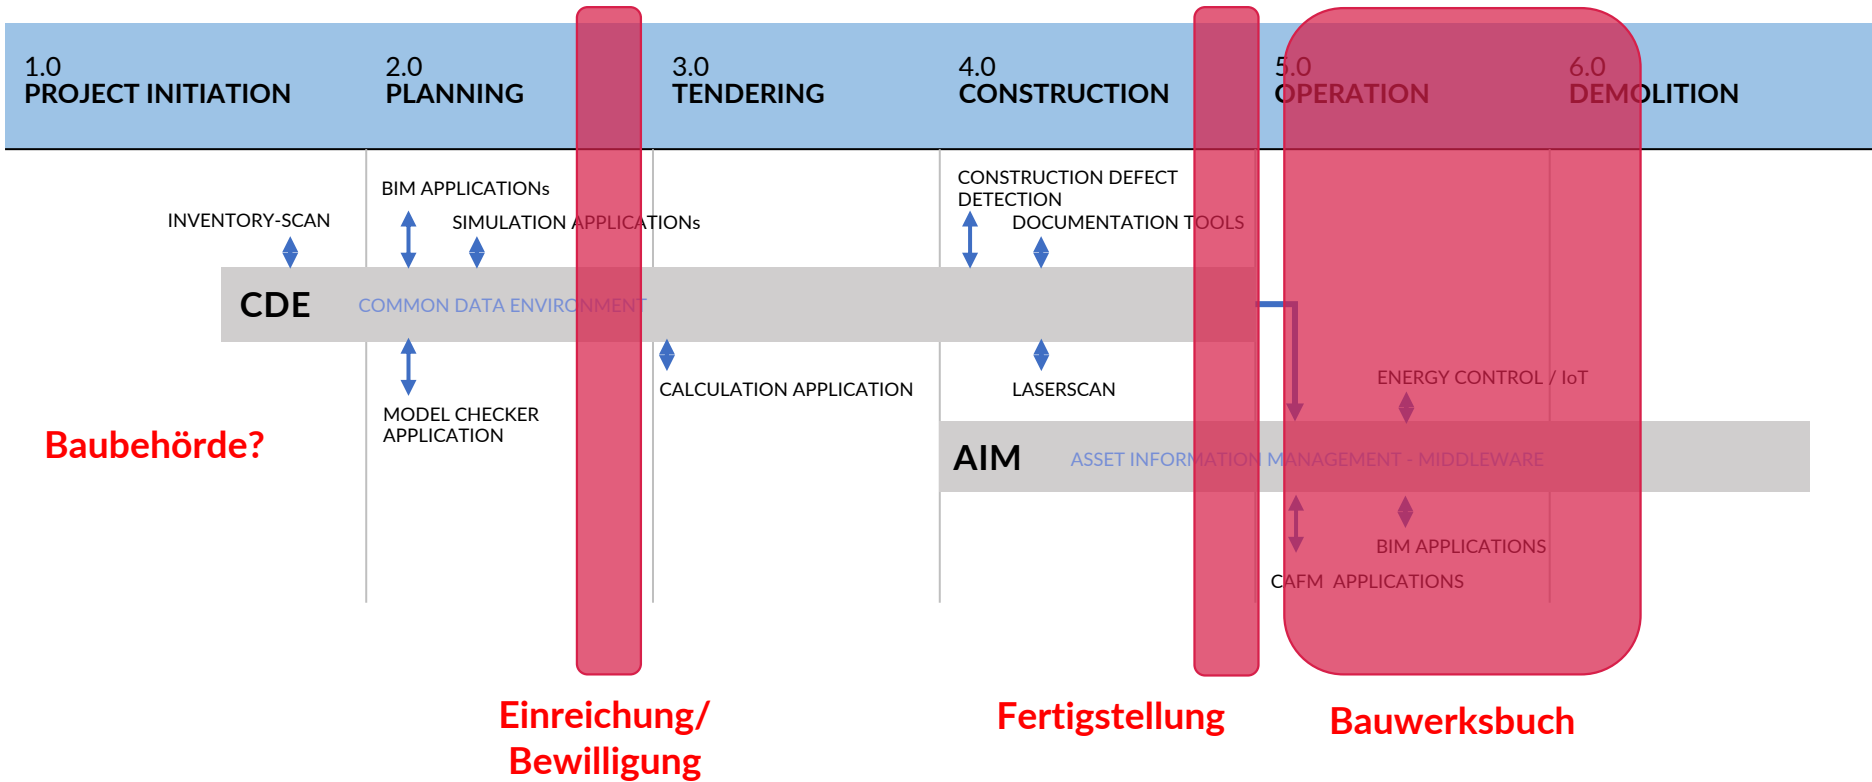 1.0
PROJECT INITIATION
2.0
PLANNING
3.0
TENDERING
4.0
CONSTRUCTION
5.0
OPERATION
6.0
DEMOLITION
INVENTORY-SCAN
BIM APPLICATIONs
SIMULATION APPLICATIONs
CONSTRUCTION DEFECT
DETECTION
DOCUMENTATION TOOLS
CDE COMMON DATA ENVIRONMENT
MODEL CHECKER
APPLICATION
CALCULATION APPLICATION
LASERSCAN
ENERGY CONTROL / IoT
Baubehörde?
AIM ASSET INFORMATION MANAGEMENT - MIDDLEWARE
BIM APPLICATIONS
CAFM APPLICATIONS
Einreichung/
Bewilligung
Fertigstellung
Bauwerksbuch